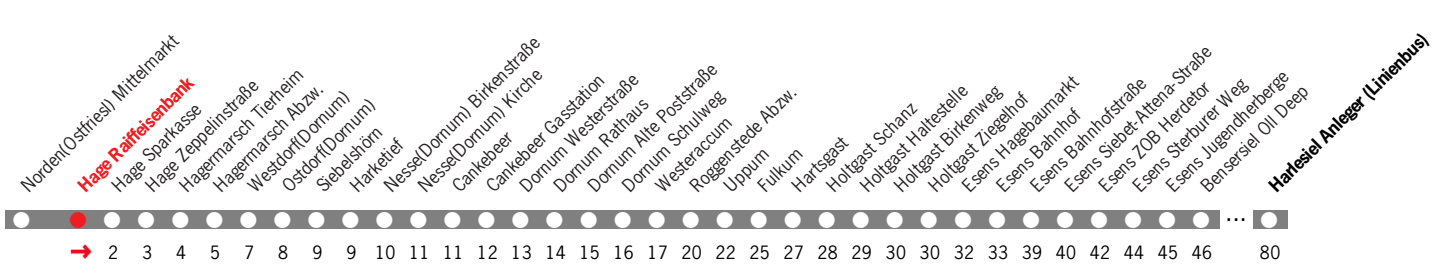 Norden(Ostfriesl) Mittelmarkt
Hage Raiffeisenbank
Hage Sparkasse
Hage Zeppelinstraße
Hagermarsch Tierheim
Hagermarsch Abzw.
Westdorf(Dornum)
Ostdorf(Dornum)
Siebelshörn
Harketief
Nesse(Dornum) Birkenstraße
Nesse(Dornum) Kirche
Cankebeer
Cankebeer Gasstation
Dornum Westerstraße
Dornum Rathaus
Dornum Alte Poststraße
Dornum Schulweg
Westeraccum
Roggenstede Abzw.
Uppum
Fulkum
Hartsgast
Holtgast Schanz
Holtgast Haltestelle
Holtgast Birkenweg
Holtgast Ziegelhof
Esens Hagebaumarkt
Esens Bahnhof
Esens Bahnhofstraße
Esens Siebet-Attena-Straße
Esens ZOB Herdetor
Esens Sterburer Weg
Esens Jugendherberge
Bensersiel Oll Deep
Harlesiel Anleger (Linienbus)
... 
→ 2 3 4 5 7 8 9 9 10 11 11 12 13 14 15 16 17 20 22 25 27 28 29 30 30 32 33 39 40 42 44 45 46 80